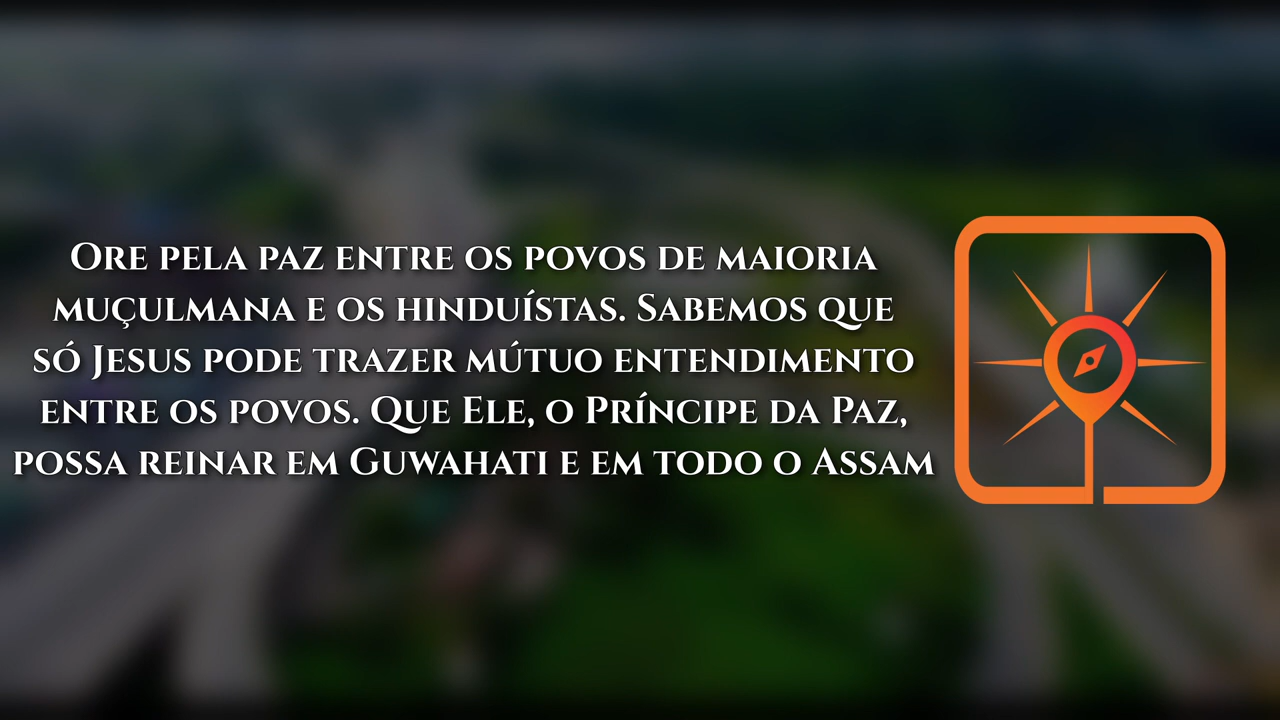 Ore pela paz entre os povos de maioria
muçulmana e os hinduístas. Sabemos que
só Jesus pode trazer mútuo entendimento
entre os povos. Que Ele, o Príncipe da Paz,
possa reinar em Guwahati e em todo o Assam